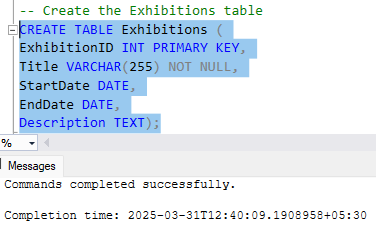 -- Create the Exhibitions table
CREATE TABLE Exhibitions (
ExhibitionID INT PRIMARY KEY,
Title VARCHAR(255) NOT NULL,
StartDate DATE,
EndDate DATE,
Description TEXT);
%
Messages
Commands completed successfully.
Completion time: 2025-03-31T12:40:09.1908958+05:30